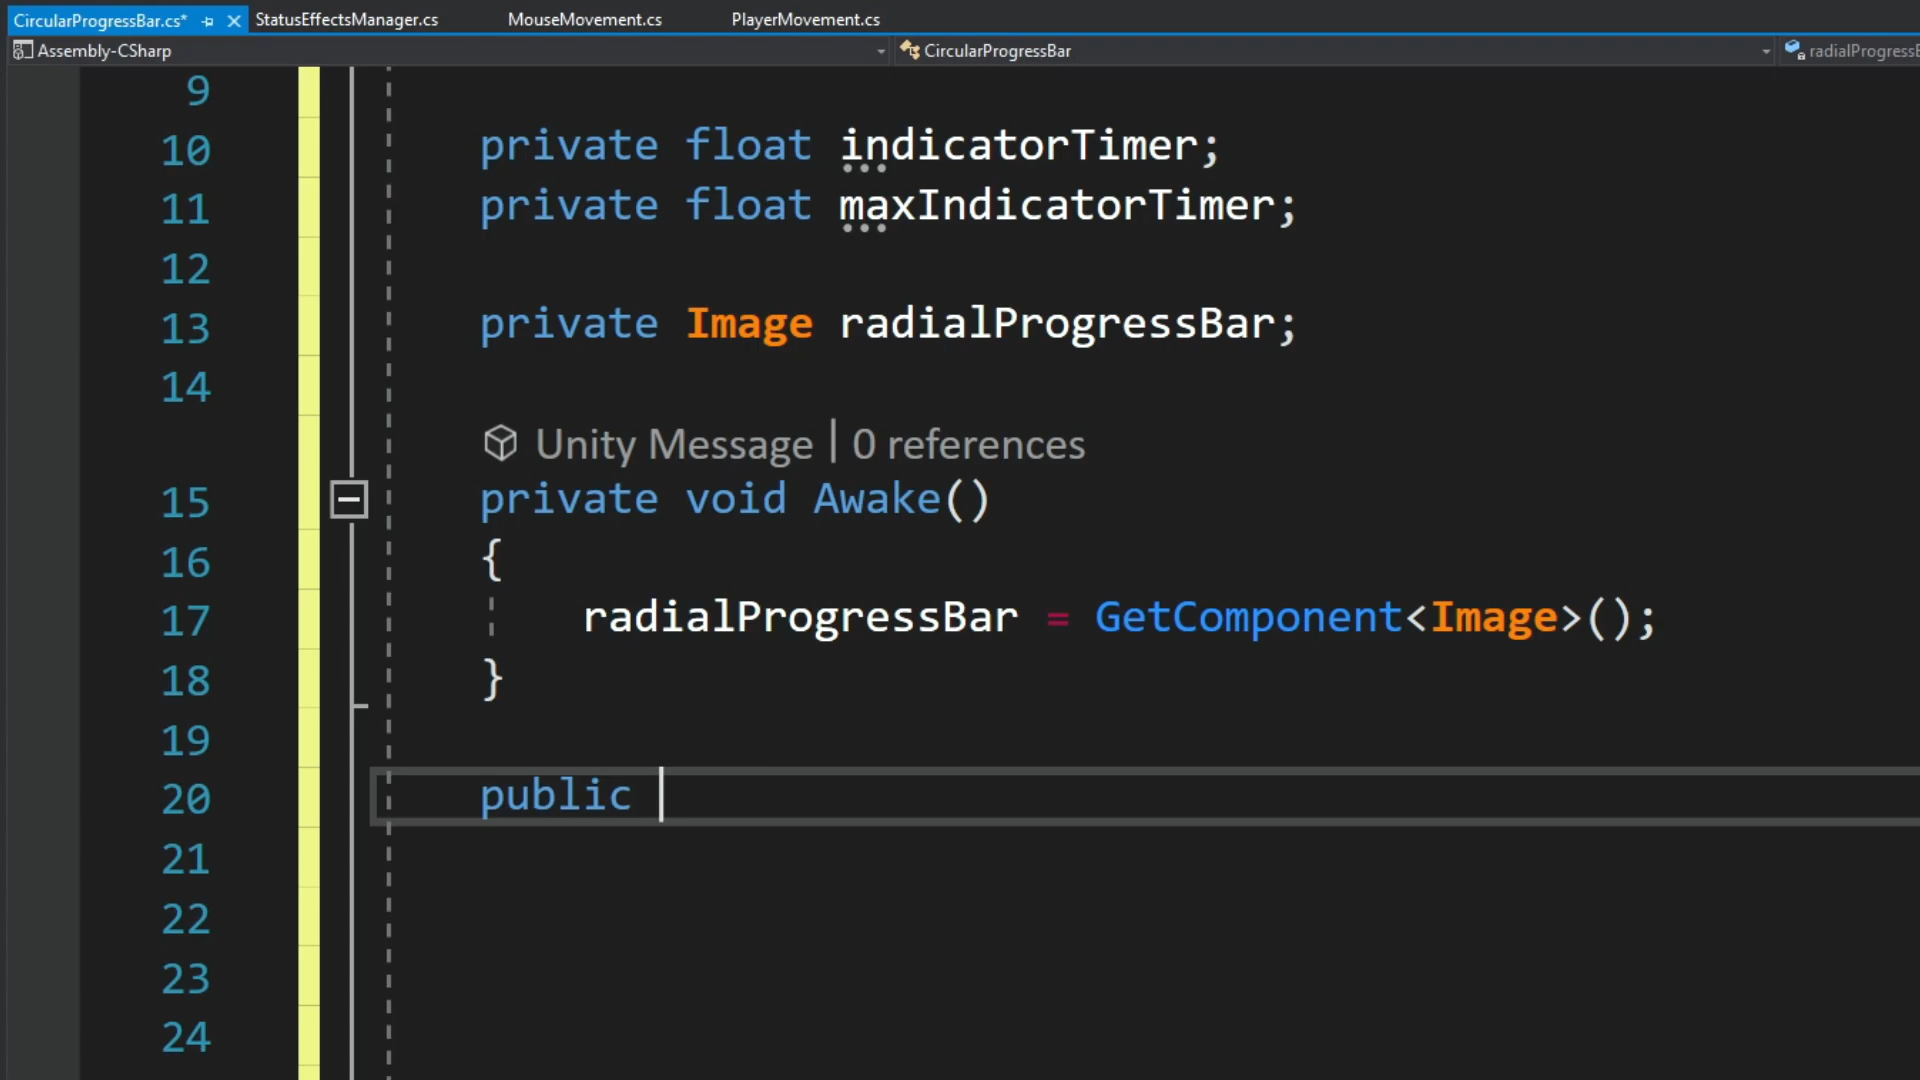 CircularProgressBar.cs* StatusEffectsManager.cs MouseMovement.cs PlayerMovement.cs
Assembly-CSharp CircularProgressBar radialProgressB
9
10 private float indicatorTimer;
11 private float maxIndicatorTimer;
12
13 private Image radialProgressBar;
14
Unity Message | 0 references
15 private void Awake()
16 {
17 radialProgressBar = GetComponent<Image>();
18 }
19
20 public
21
22
23
24